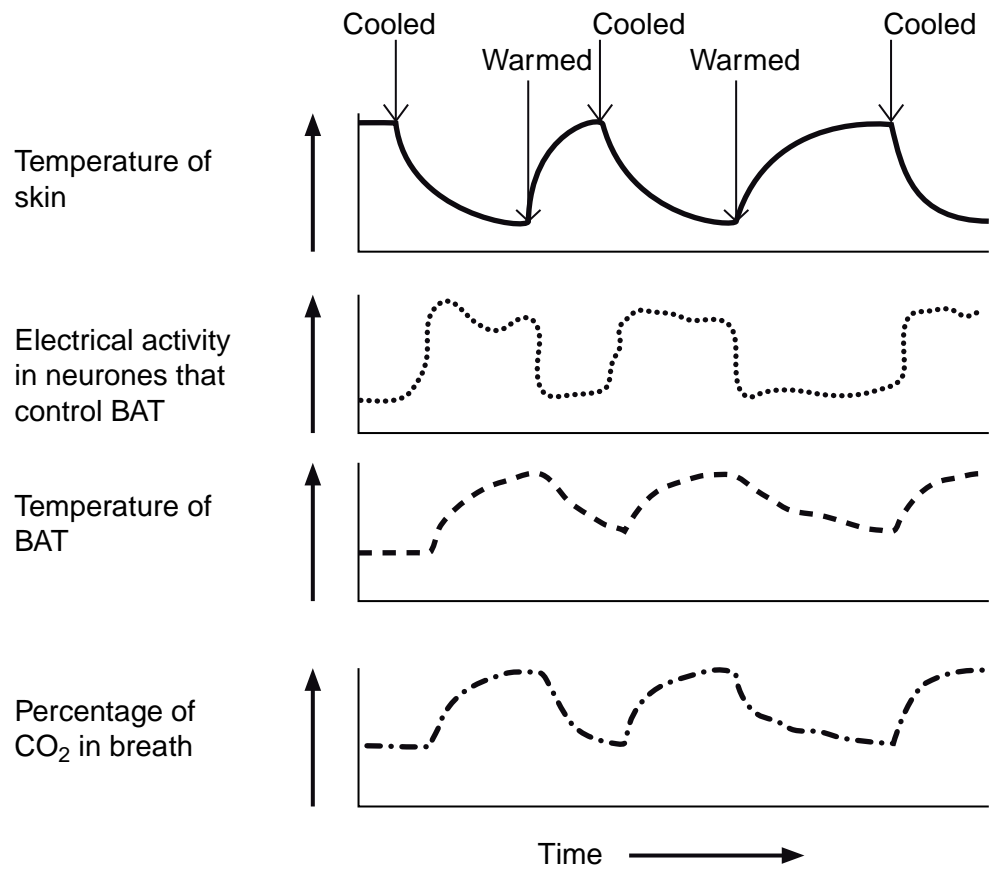 Cooled
Cooled
Cooled
Warmed
Warmed
Temperature of
skin
Electrical activity
in neurones that
control BAT
Temperature of
BAT
Percentage of
CO₂ in breath
Time